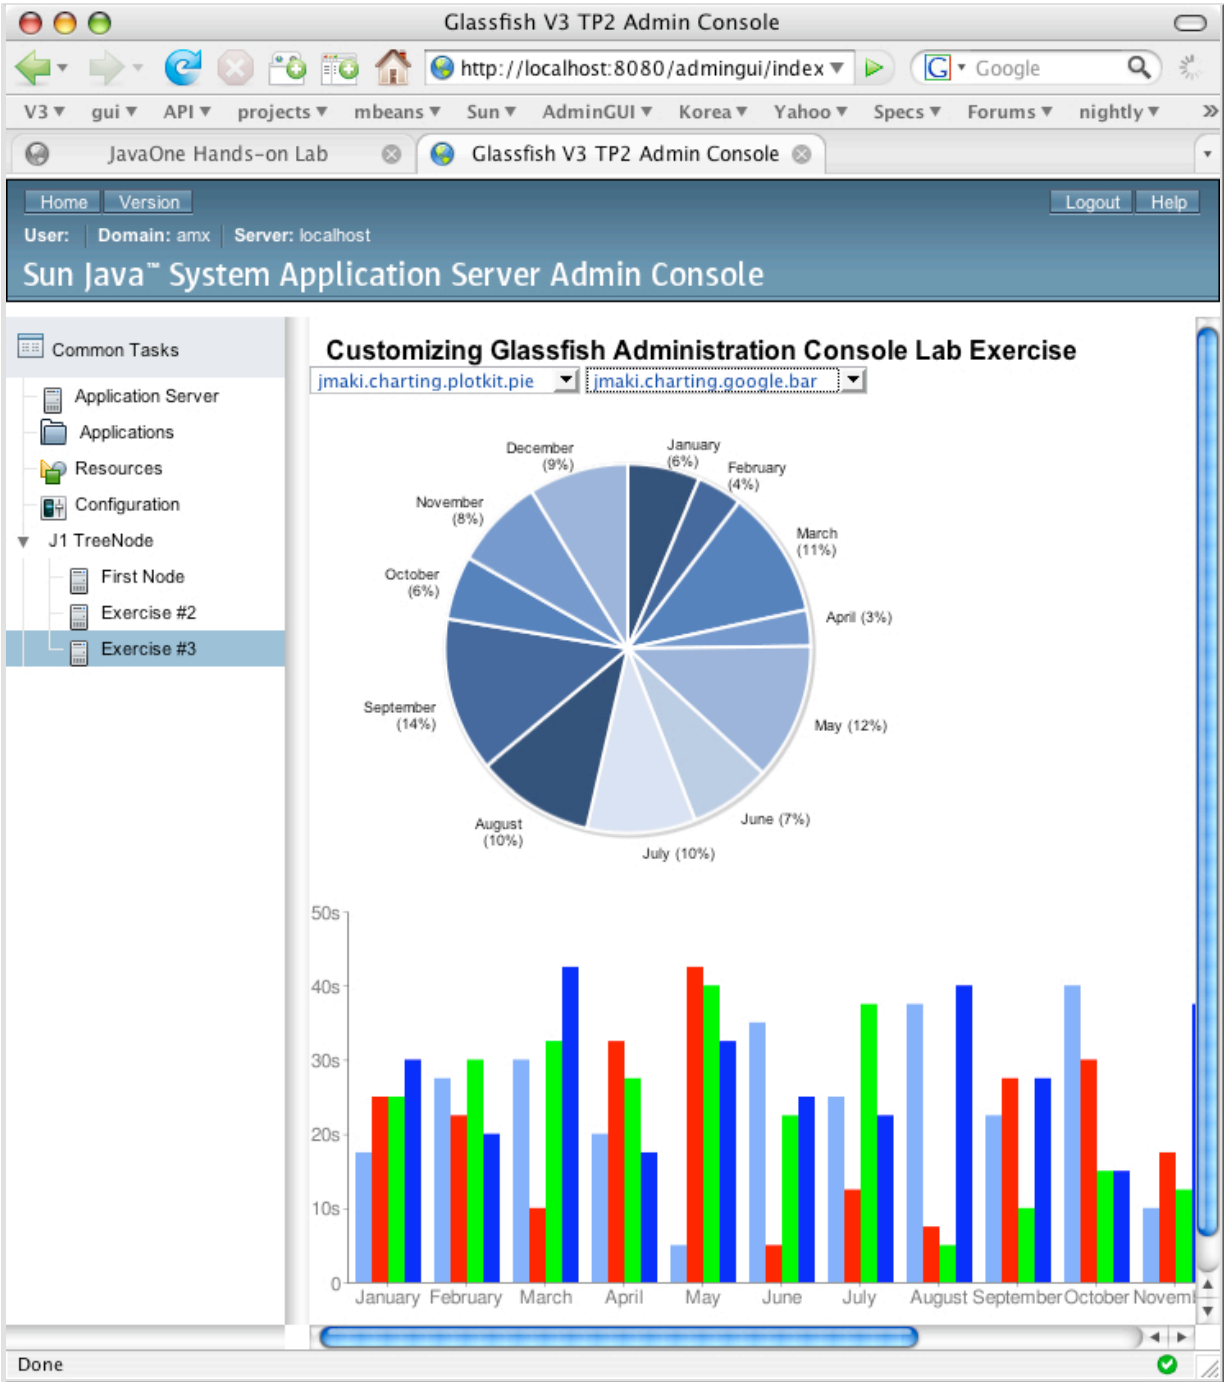 Glassfish V3 TP2 Admin Console
http://localhost:8080/admingui/index
G Google
V3 gui API projects mbeans Sun AdminGUI Korea Yahoo Specs Forums nightly »
JavaOne Hands-on Lab Glassfish V3 TP2 Admin Console
Home Version Logout Help
User: Domain: amx Server: localhost
Sun Java™ System Application Server Admin Console
Common Tasks
Application Server
Applications
Resources
Configuration
J1 TreeNode
First Node
Exercise #2
Exercise #3
Customizing Glassfish Administration Console Lab Exercise
jmaki.charting.plotkit.pie jmaki.charting.google.bar
January
(6%)
February
(4%)
March
(11%)
April (3%)
May (12%)
June (7%)
July (10%)
August
(10%)
September
(14%)
October
(6%)
November
(8%)
December
(9%)
50s
40s
30s
20s
10s
0
January February March April May June July August September October Novem
Done